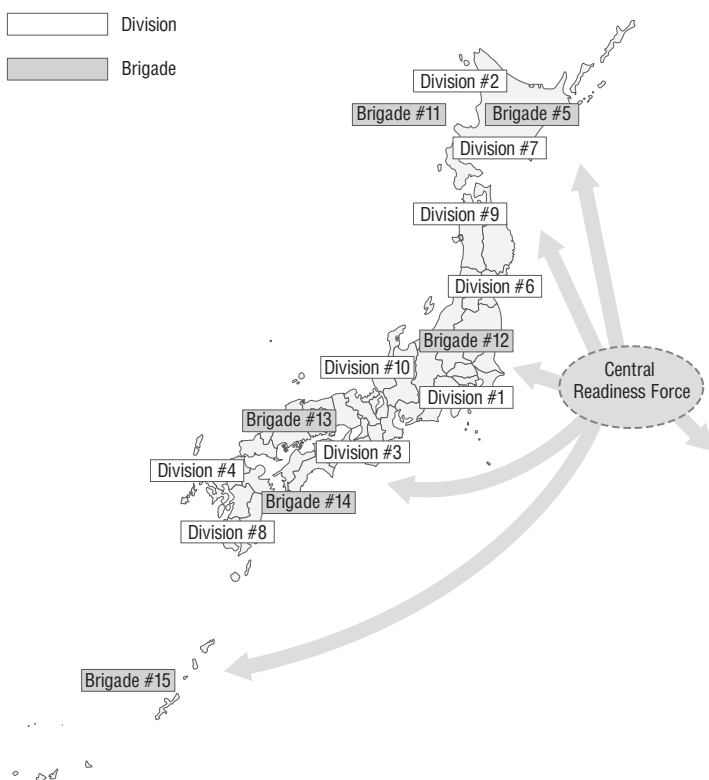 Division
Brigade
Division #2
Brigade #11
Brigade #5
Division #7
Division #9
Division #6
Brigade #12
Division #10
Central
Readiness Force
Division #1
Brigade #13
Division #3
Division #4
Brigade #14
Division #8
Brigade #15